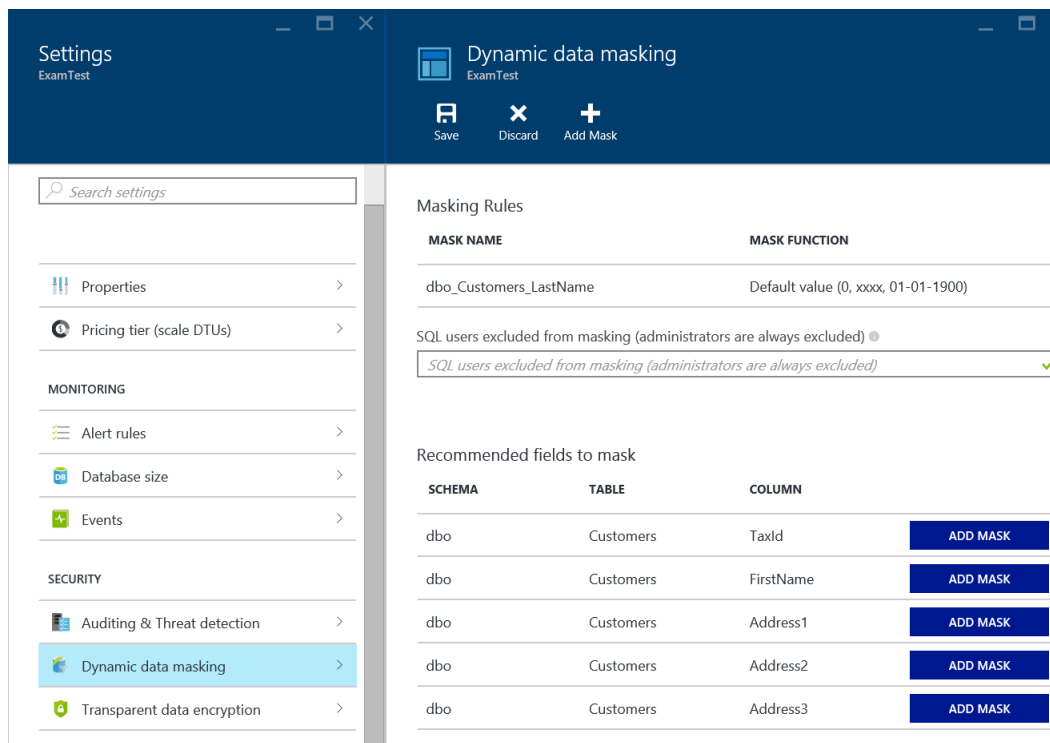 Settings
ExamTest
Search settings
Properties
Pricing tier (scale DTUs)
MONITORING
Alert rules
Database size
Events
SECURITY
Auditing & Threat detection
Dynamic data masking
Transparent data encryption
Dynamic data masking
ExamTest
Save Discard Add Mask
Masking Rules
MASK NAME MASK FUNCTION
dbo_Customers_LastName Default value (0, xxxx, 01-01-1900)
SQL users excluded from masking (administrators are always excluded)
SQL users excluded from masking (administrators are always excluded)
Recommended fields to mask
SCHEMA TABLE COLUMN
dbo Customers TaxId ADD MASK
dbo Customers FirstName ADD MASK
dbo Customers Address1 ADD MASK
dbo Customers Address2 ADD MASK
dbo Customers Address3 ADD MASK